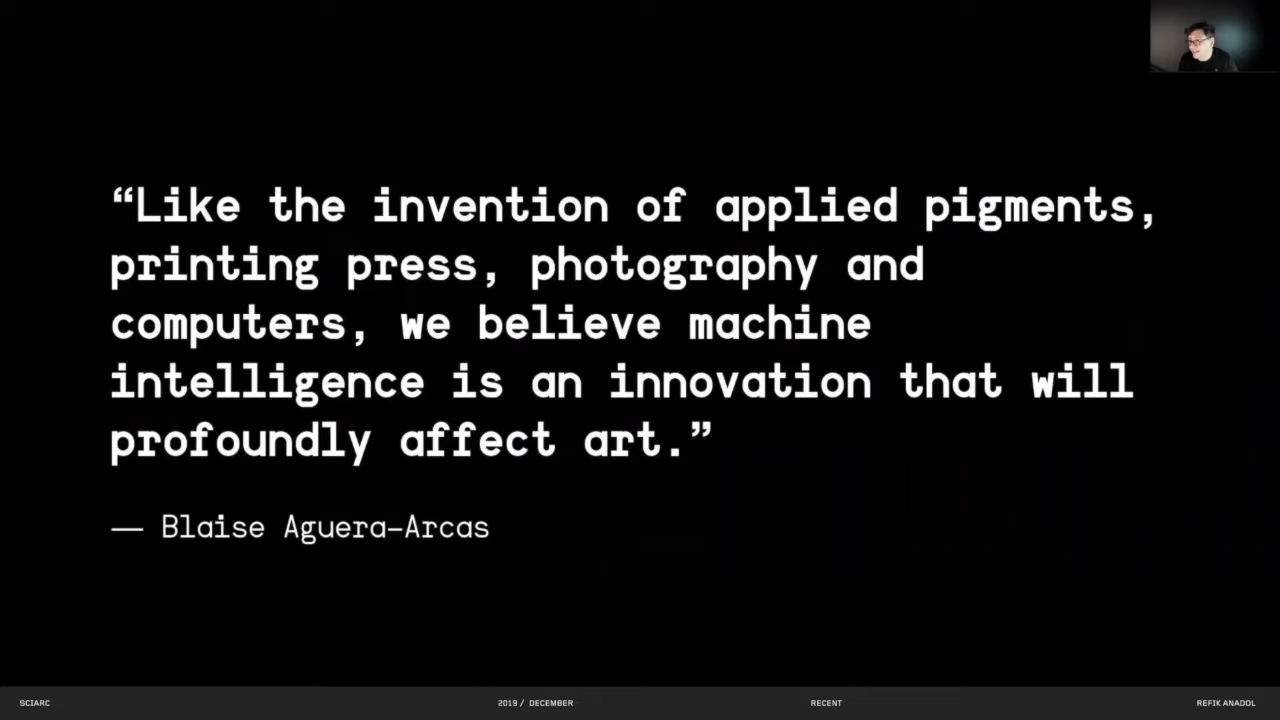 “Like the invention of applied pigments,
printing press, photography and
computers, we believe machine
intelligence is an innovation that will
profoundly affect art.”
— Blaise Aguera-Arcas
SCIARC
2019 / DECEMBER
RECENT
REFIK ANADOL